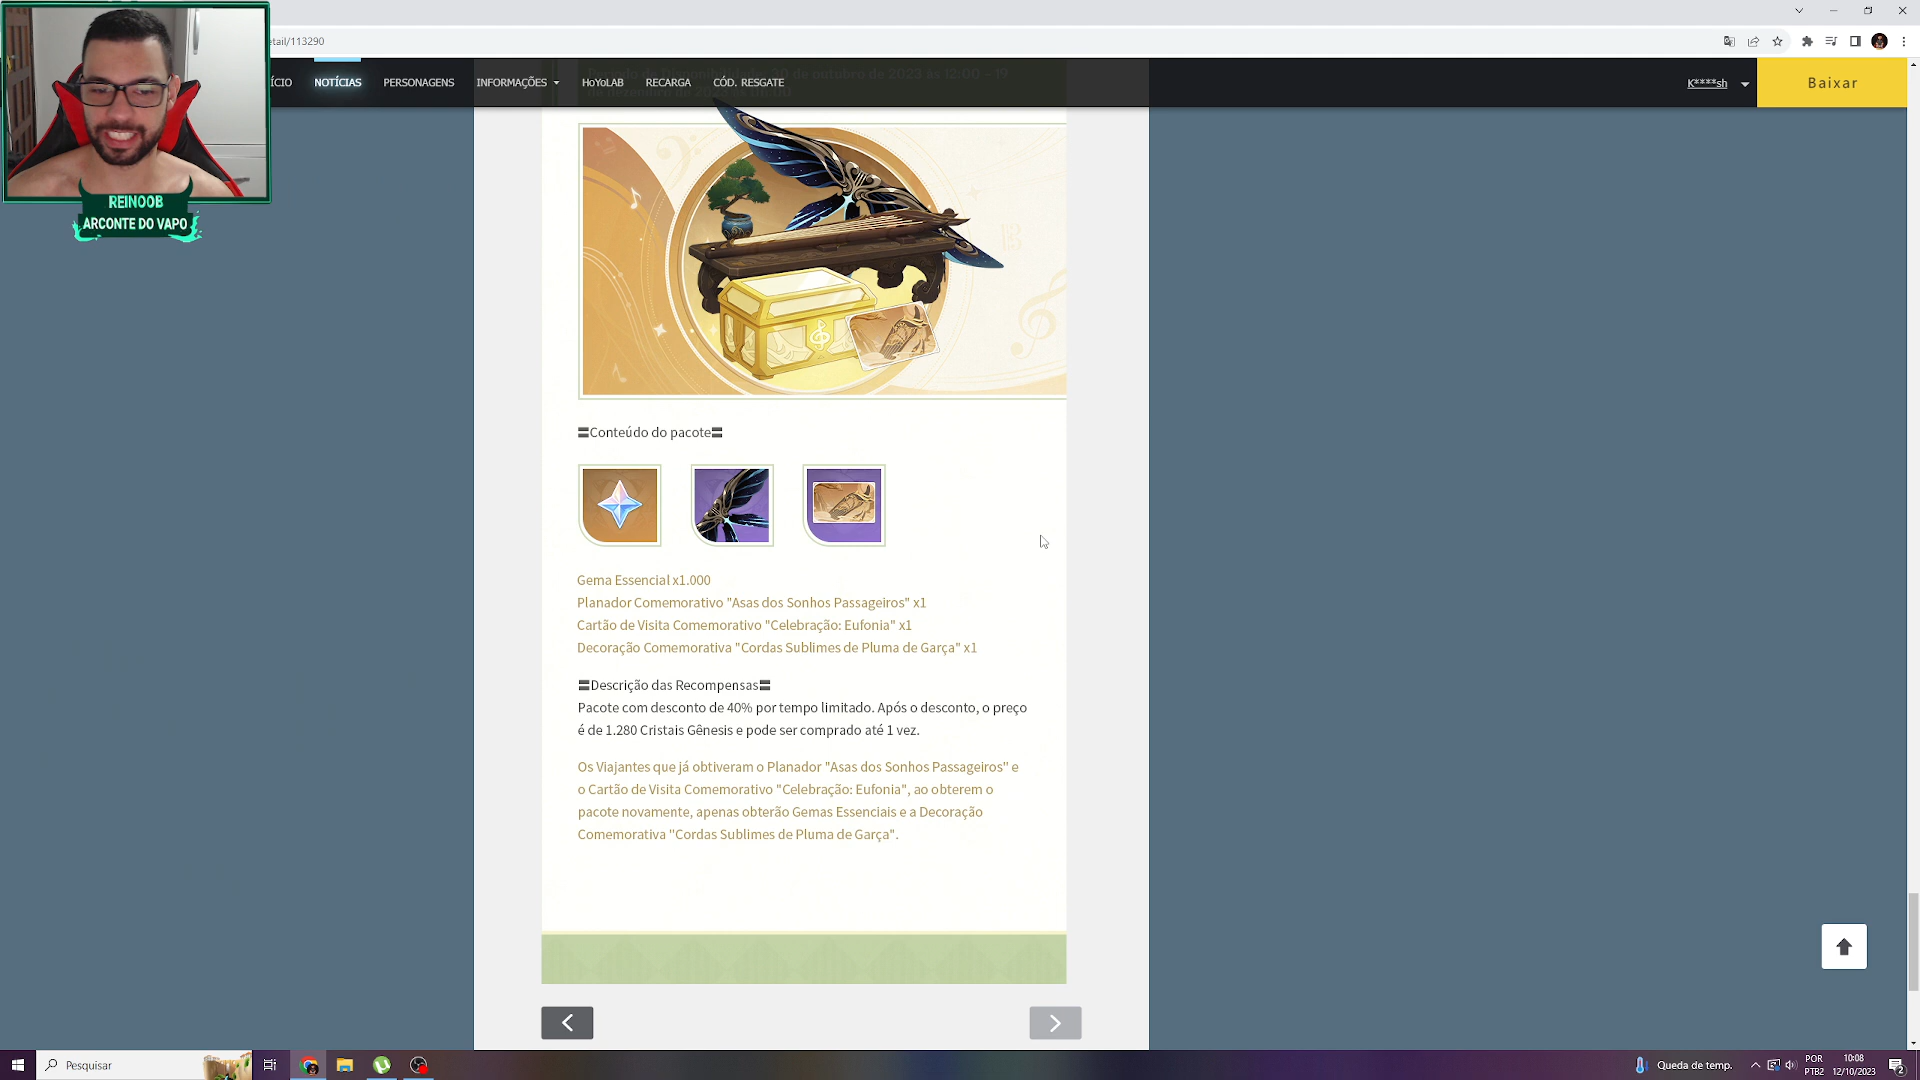 etail/113290
ÍCIO
NOTÍCIAS
PERSONAGENS
INFORMAÇÕES
HoYoLAB
RECARGA
CÓD. RESGATE
K****sh
Baixar
REINOOB
ARCONTE DO VAPO
〓Conteúdo do pacote〓
Gema Essencial x1.000
Planador Comemorativo "Asas dos Sonhos Passageiros" x1
Cartão de Visita Comemorativo "Celebração: Eufonia" x1
Decoração Comemorativa "Cordas Sublimes de Pluma de Garça" x1
〓Descrição das Recompensas〓
Pacote com desconto de 40% por tempo limitado. Após o desconto, o preço
é de 1.280 Cristais Gênesis e pode ser comprado até 1 vez.
Os Viajantes que já obtiveram o Planador "Asas dos Sonhos Passageiros" e
o Cartão de Visita Comemorativo "Celebração: Eufonia", ao obterem o
pacote novamente, apenas obterão Gemas Essenciais e a Decoração
Comemorativa "Cordas Sublimes de Pluma de Garça".
Pesquisar
Queda de temp.
POR
PTB2
10:08
12/10/2023
2